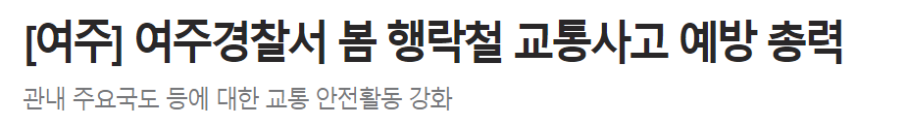 [여주] 여주경찰서 봄 행락철 교통사고 예방 총력
관내 주요국도 등에 대한 교통 안전활동 강화